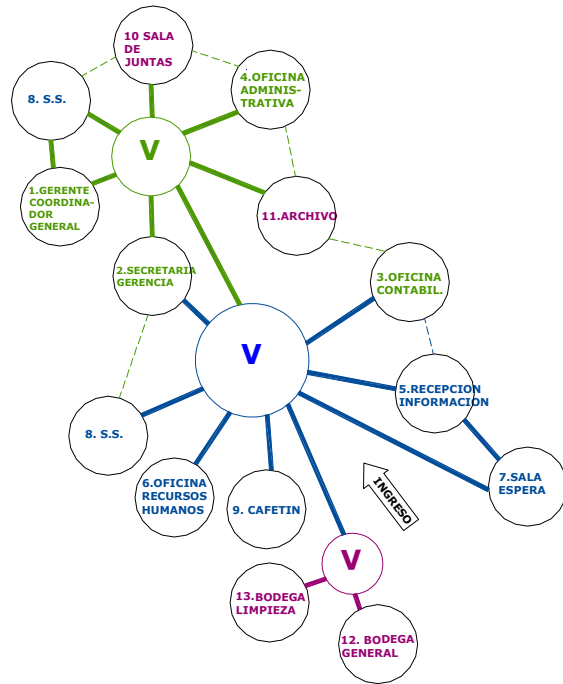 10 SALA
DE
JUNTAS
4.OFICINA
ADMINIS-
TRATIVA
8. S.S.
V
1.GERENTE
COORDINA-
DOR
GENERAL
11.ARCHIVO
2.SECRETARIA
GERENCIA
3.OFICINA
CONTABIL.
V
5.RECEPCION
INFORMACION
8. S.S.
6.OFICINA
RECURSOS
HUMANOS
9. CAFETIN
INGRESO
7.SALA
ESPERA
V
13.BODEGA
LIMPIEZA
12. BODEGA
GENERAL